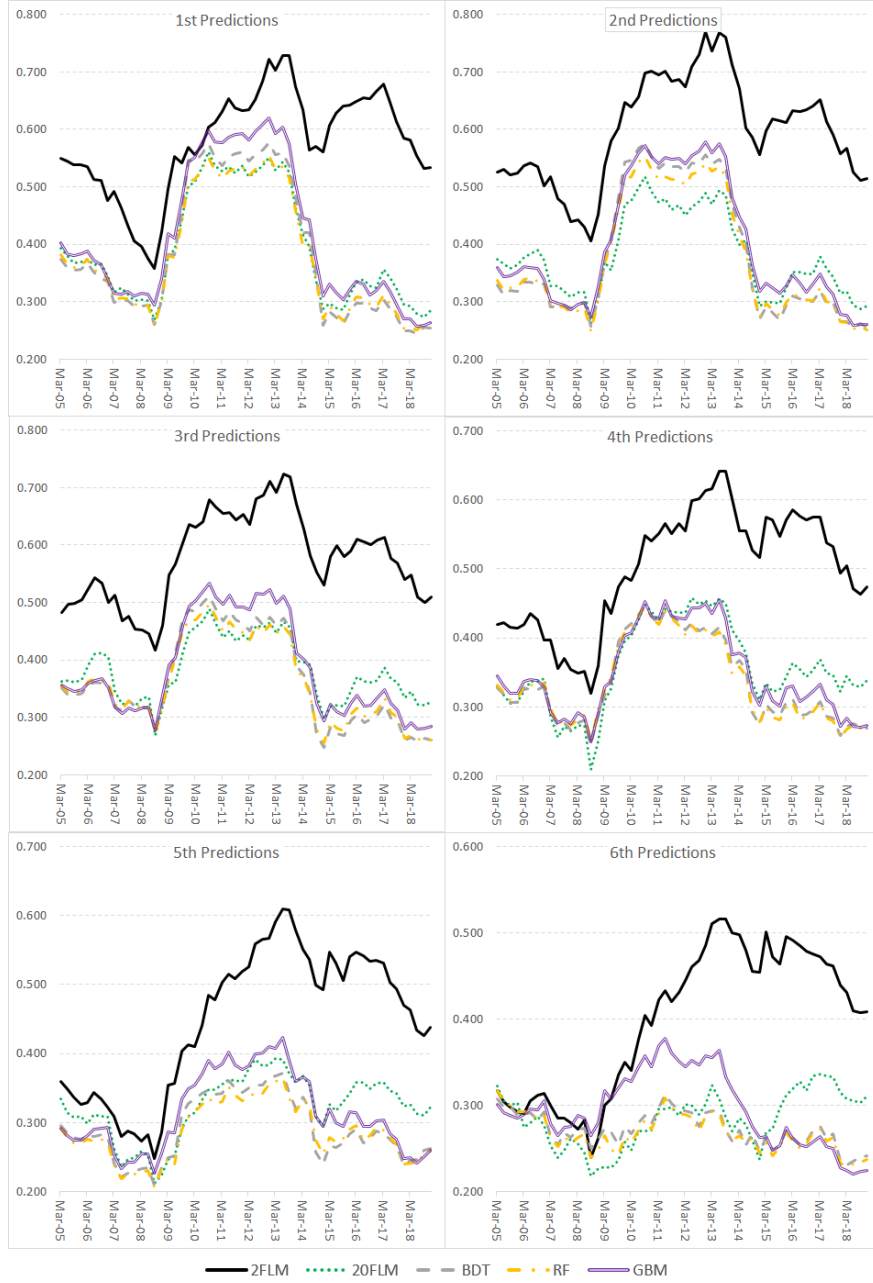 1st Predictions
0.800
0.700
0.600
0.500
0.400
0.300
0.200
Mar-05
Mar-06
Mar-07
Mar-08
Mar-09
Mar-10
Mar-11
Mar-12
Mar-13
Mar-14
Mar-15
Mar-16
Mar-17
Mar-18
2nd Predictions
0.800
0.700
0.600
0.500
0.400
0.300
0.200
Mar-05
Mar-06
Mar-07
Mar-08
Mar-09
Mar-10
Mar-11
Mar-12
Mar-13
Mar-14
Mar-15
Mar-16
Mar-17
Mar-18
3rd Predictions
0.800
0.700
0.600
0.500
0.400
0.300
0.200
Mar-05
Mar-06
Mar-07
Mar-08
Mar-09
Mar-10
Mar-11
Mar-12
Mar-13
Mar-14
Mar-15
Mar-16
Mar-17
Mar-18
4th Predictions
0.700
0.600
0.500
0.400
0.300
0.200
Mar-05
Mar-06
Mar-07
Mar-08
Mar-09
Mar-10
Mar-11
Mar-12
Mar-13
Mar-14
Mar-15
Mar-16
Mar-17
Mar-18
5th Predictions
0.700
0.600
0.500
0.400
0.300
0.200
Mar-05
Mar-06
Mar-07
Mar-08
Mar-09
Mar-10
Mar-11
Mar-12
Mar-13
Mar-14
Mar-15
Mar-16
Mar-17
Mar-18
6th Predictions
0.600
0.500
0.400
0.300
0.200
Mar-05
Mar-06
Mar-07
Mar-08
Mar-09
Mar-10
Mar-11
Mar-12
Mar-13
Mar-14
Mar-15
Mar-16
Mar-17
Mar-18
2FLM 20FLM BDT RF GBM